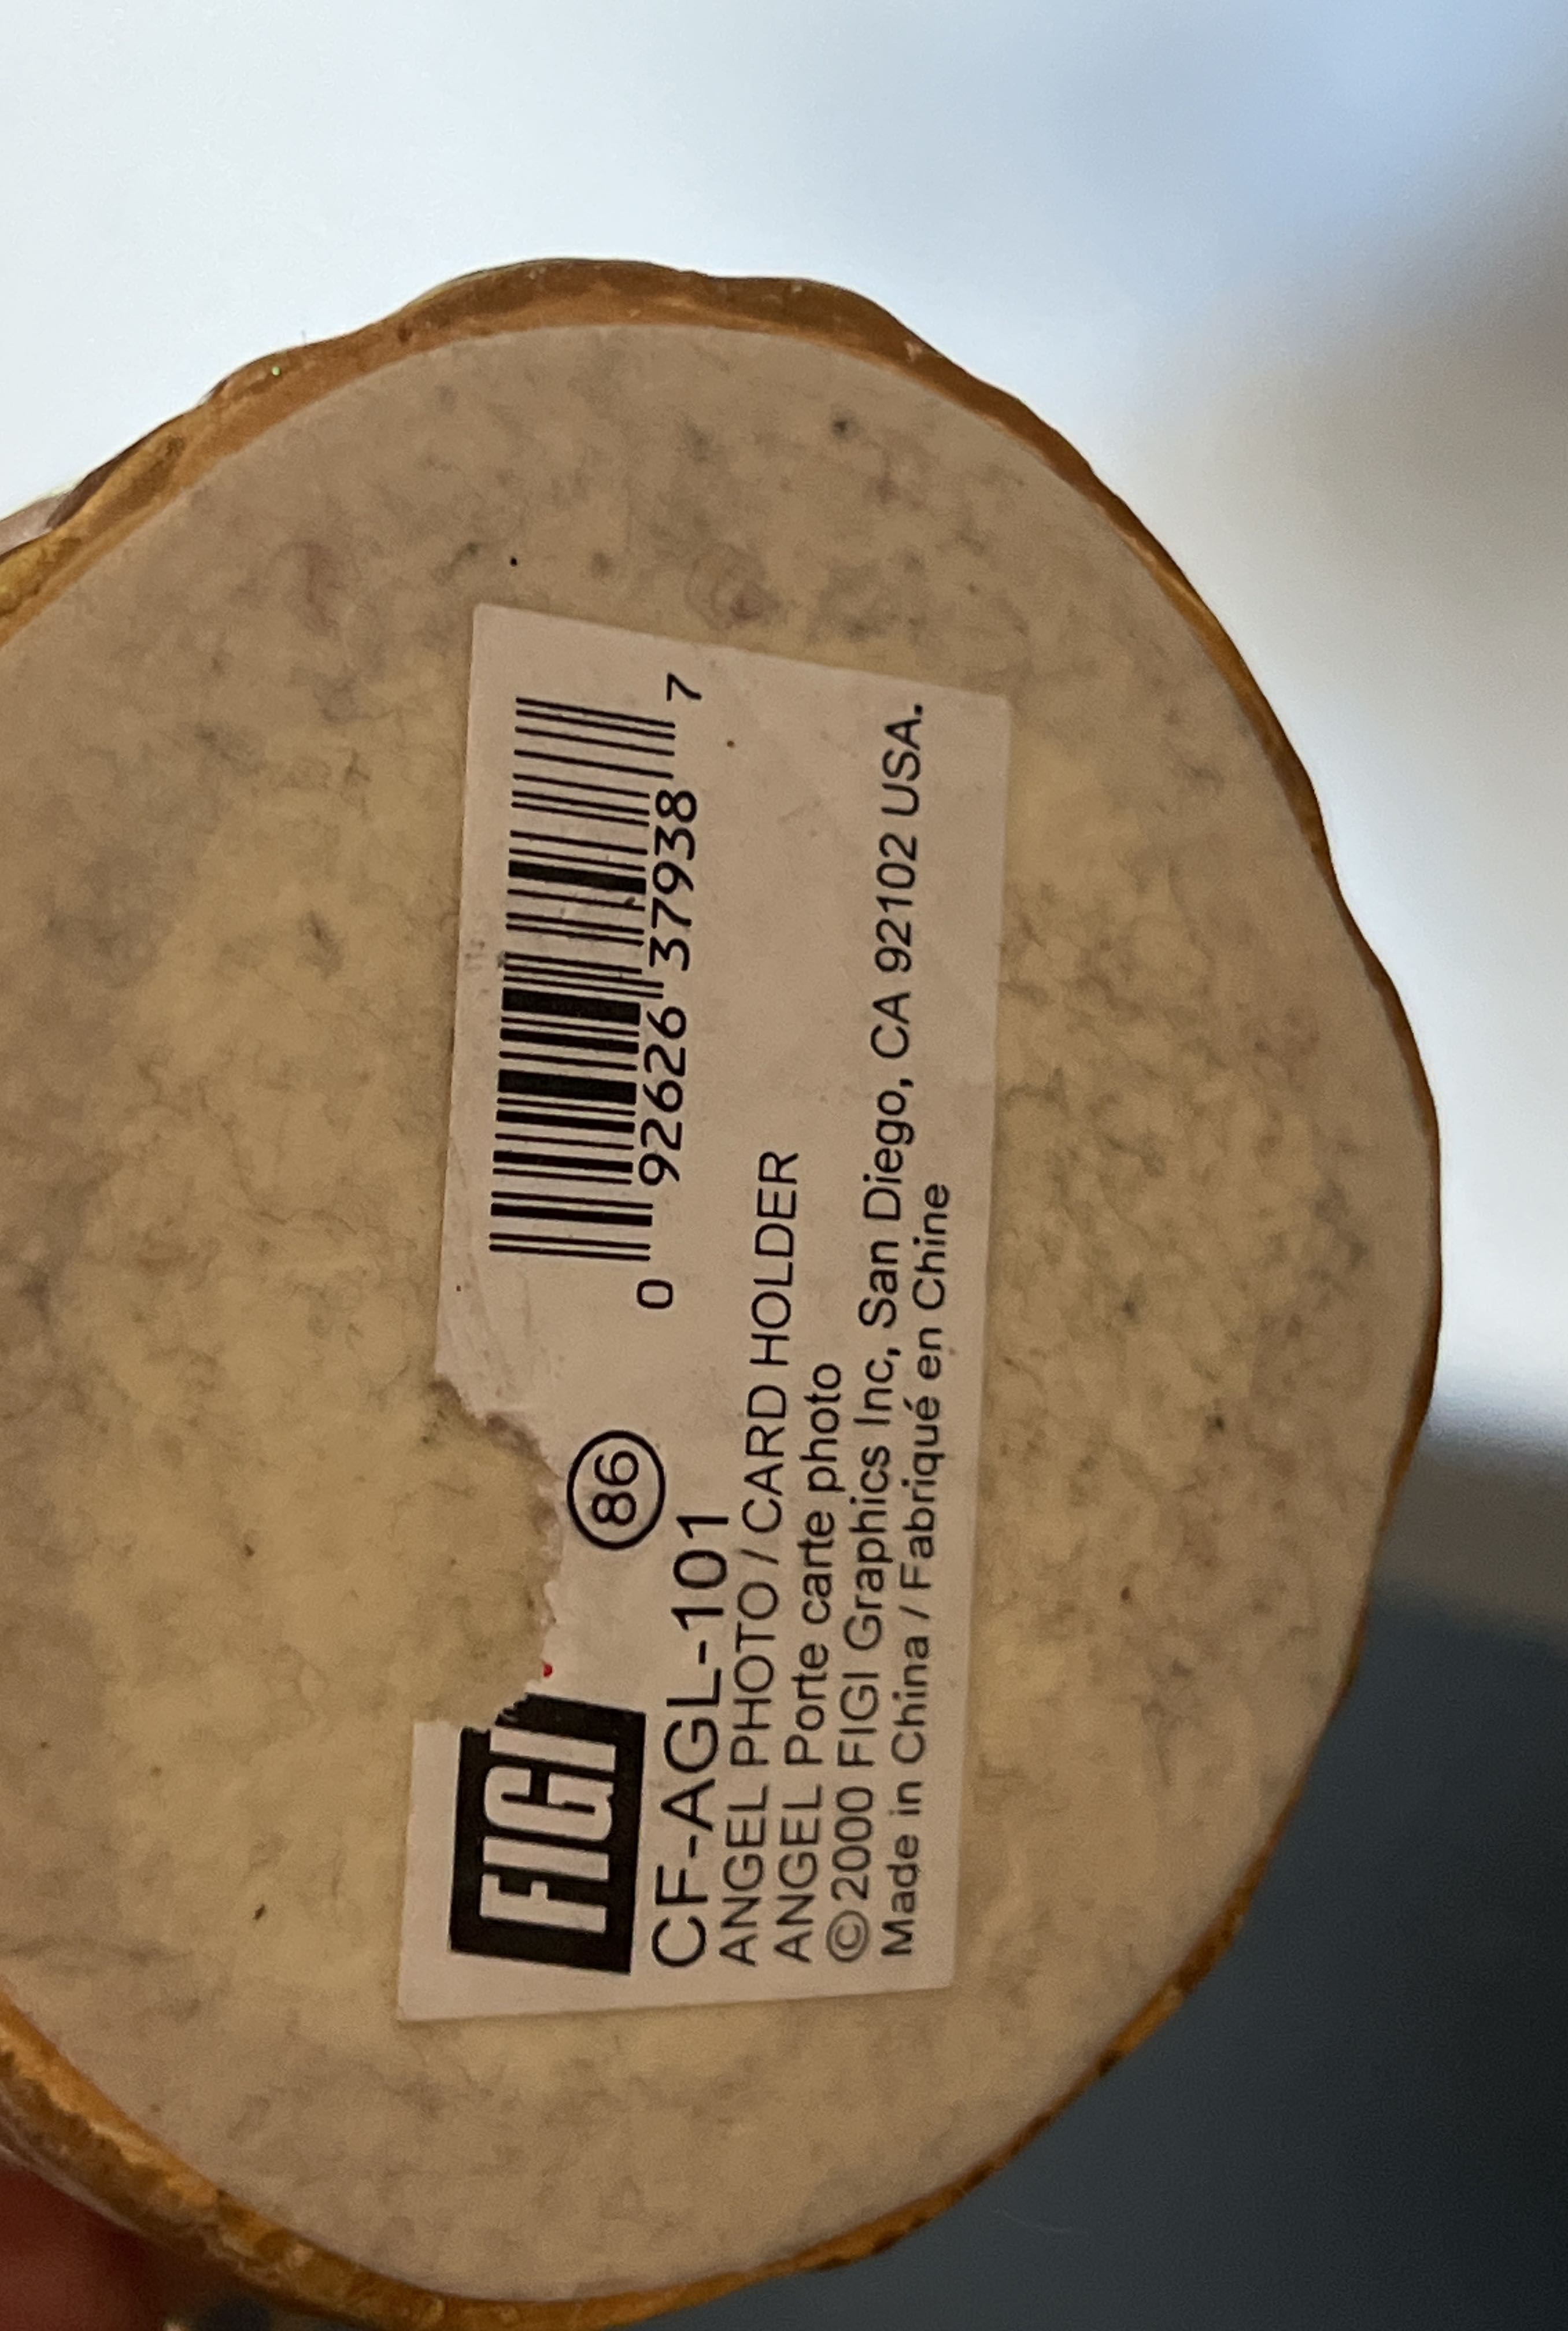 FIGI
86
0 92626 37938 7
CF-AGL-101
ANGEL PHOTO / CARD HOLDER
ANGEL Porte carte photo
©2000 FIGI Graphics Inc, San Diego, CA 92102 USA.
Made in China / Fabriqué en Chine